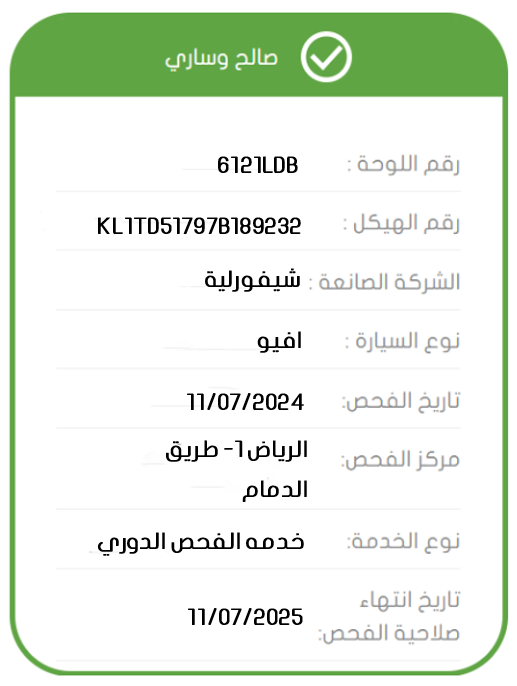 صالح وساري
رقم اللوحة : 6121LDB
رقم الهيكل : KL1TD51797B189232
الشركة الصانعة : شيفورلية
نوع السيارة : افيو
تاريخ الفحص: 11/07/2024
مركز الفحص: الرياض 1- طريق
الدمام
نوع الخدمة: خدمه الفحص الدوري
تاريخ انتهاء
صلاحية الفحص: 11/07/2025